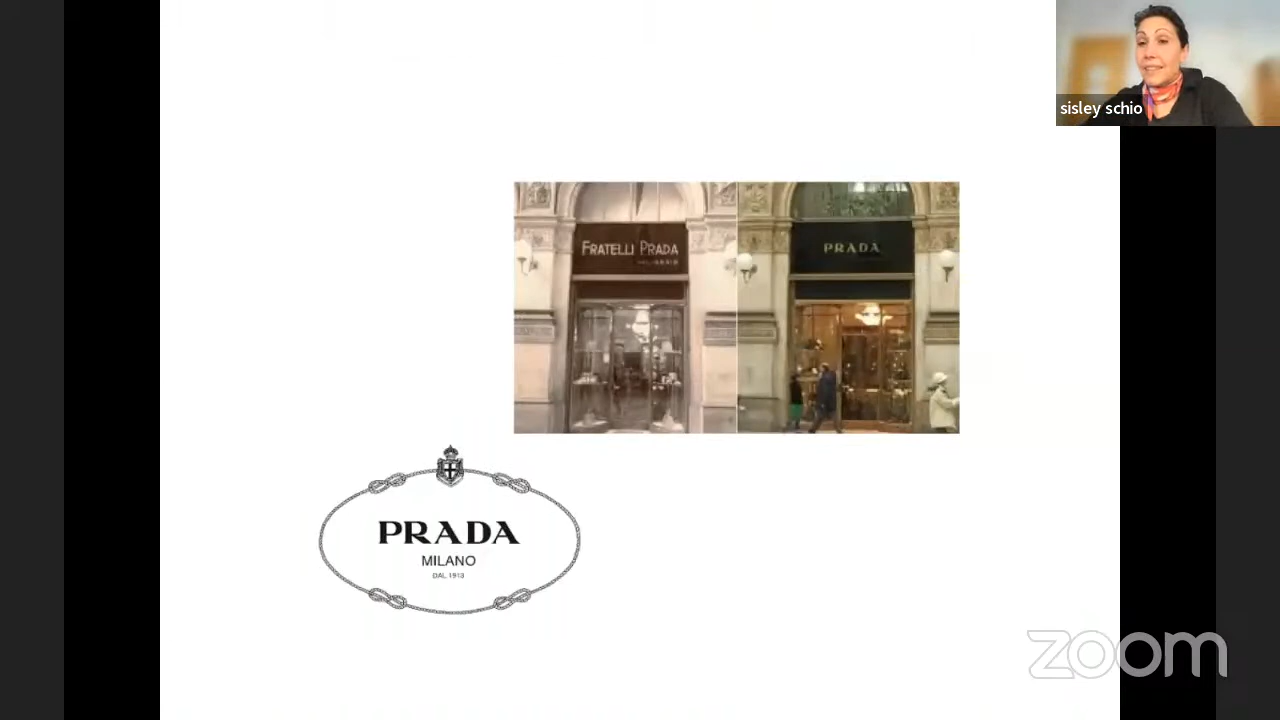 sisley schio
FRATELLI PRADA
PRADA
PRADA
MILANO
DAL 1913
zoom